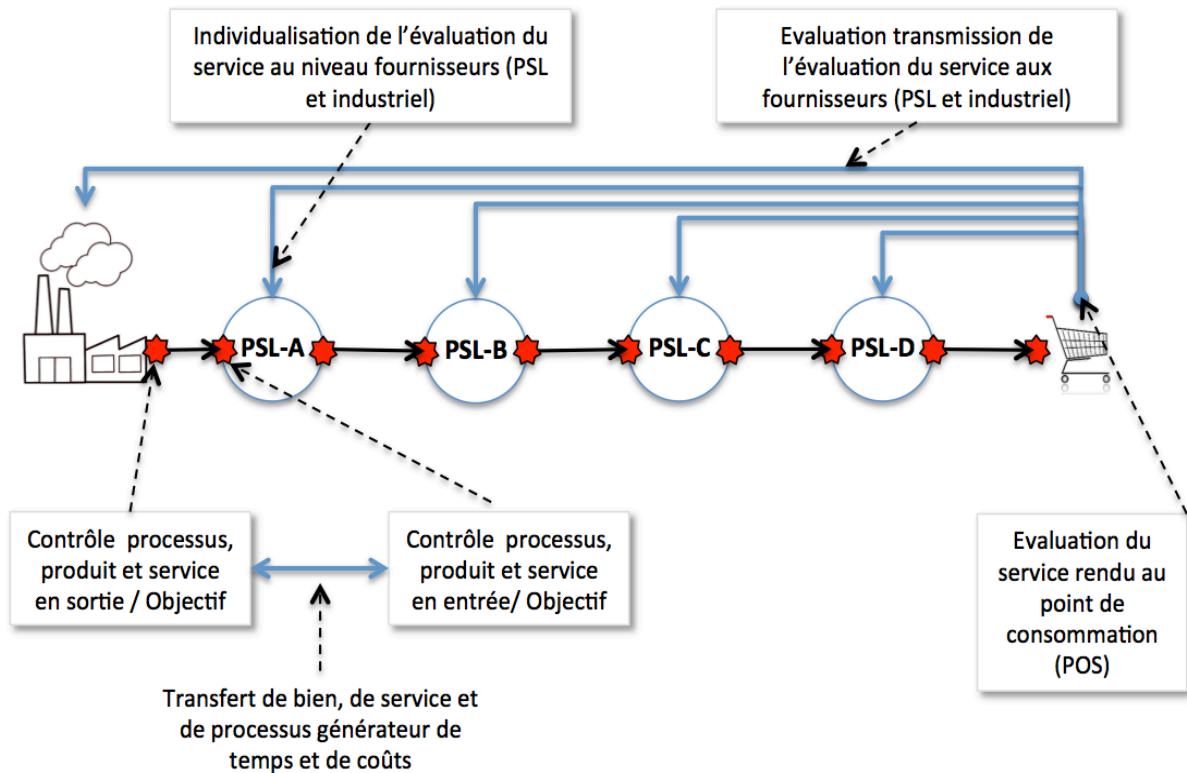 Individualisation de l’évaluation du
service au niveau fournisseurs (PSL
et industriel)
Evaluation transmission de
l’évaluation du service aux
fournisseurs (PSL et industriel)
PSL-A
PSL-B
PSL-C
PSL-D
Contrôle processus,
produit et service
en sortie / Objectif
Contrôle processus,
produit et service
en entrée/ Objectif
Evaluation du
service rendu au
point de
consommation
(POS)
Transfert de bien, de service et
de processus générateur de
temps et de coûts